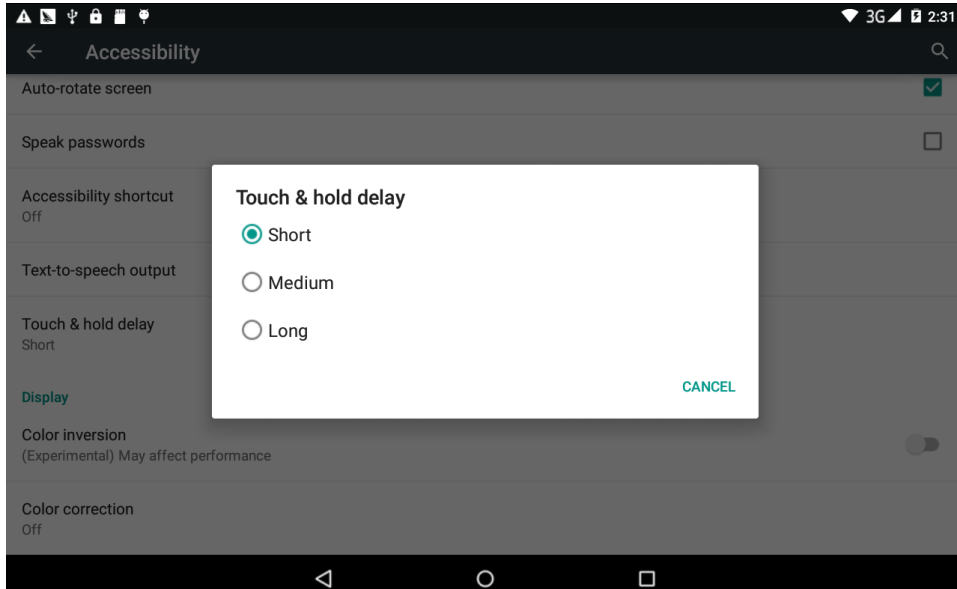 3G 2:31
Accessibility
Auto-rotate screen
Speak passwords
Accessibility shortcut
Off
Text-to-speech output
Touch & hold delay
Short
Display
Color inversion
(Experimental) May affect performance
Color correction
Off
Touch & hold delay
Short
Medium
Long
CANCEL